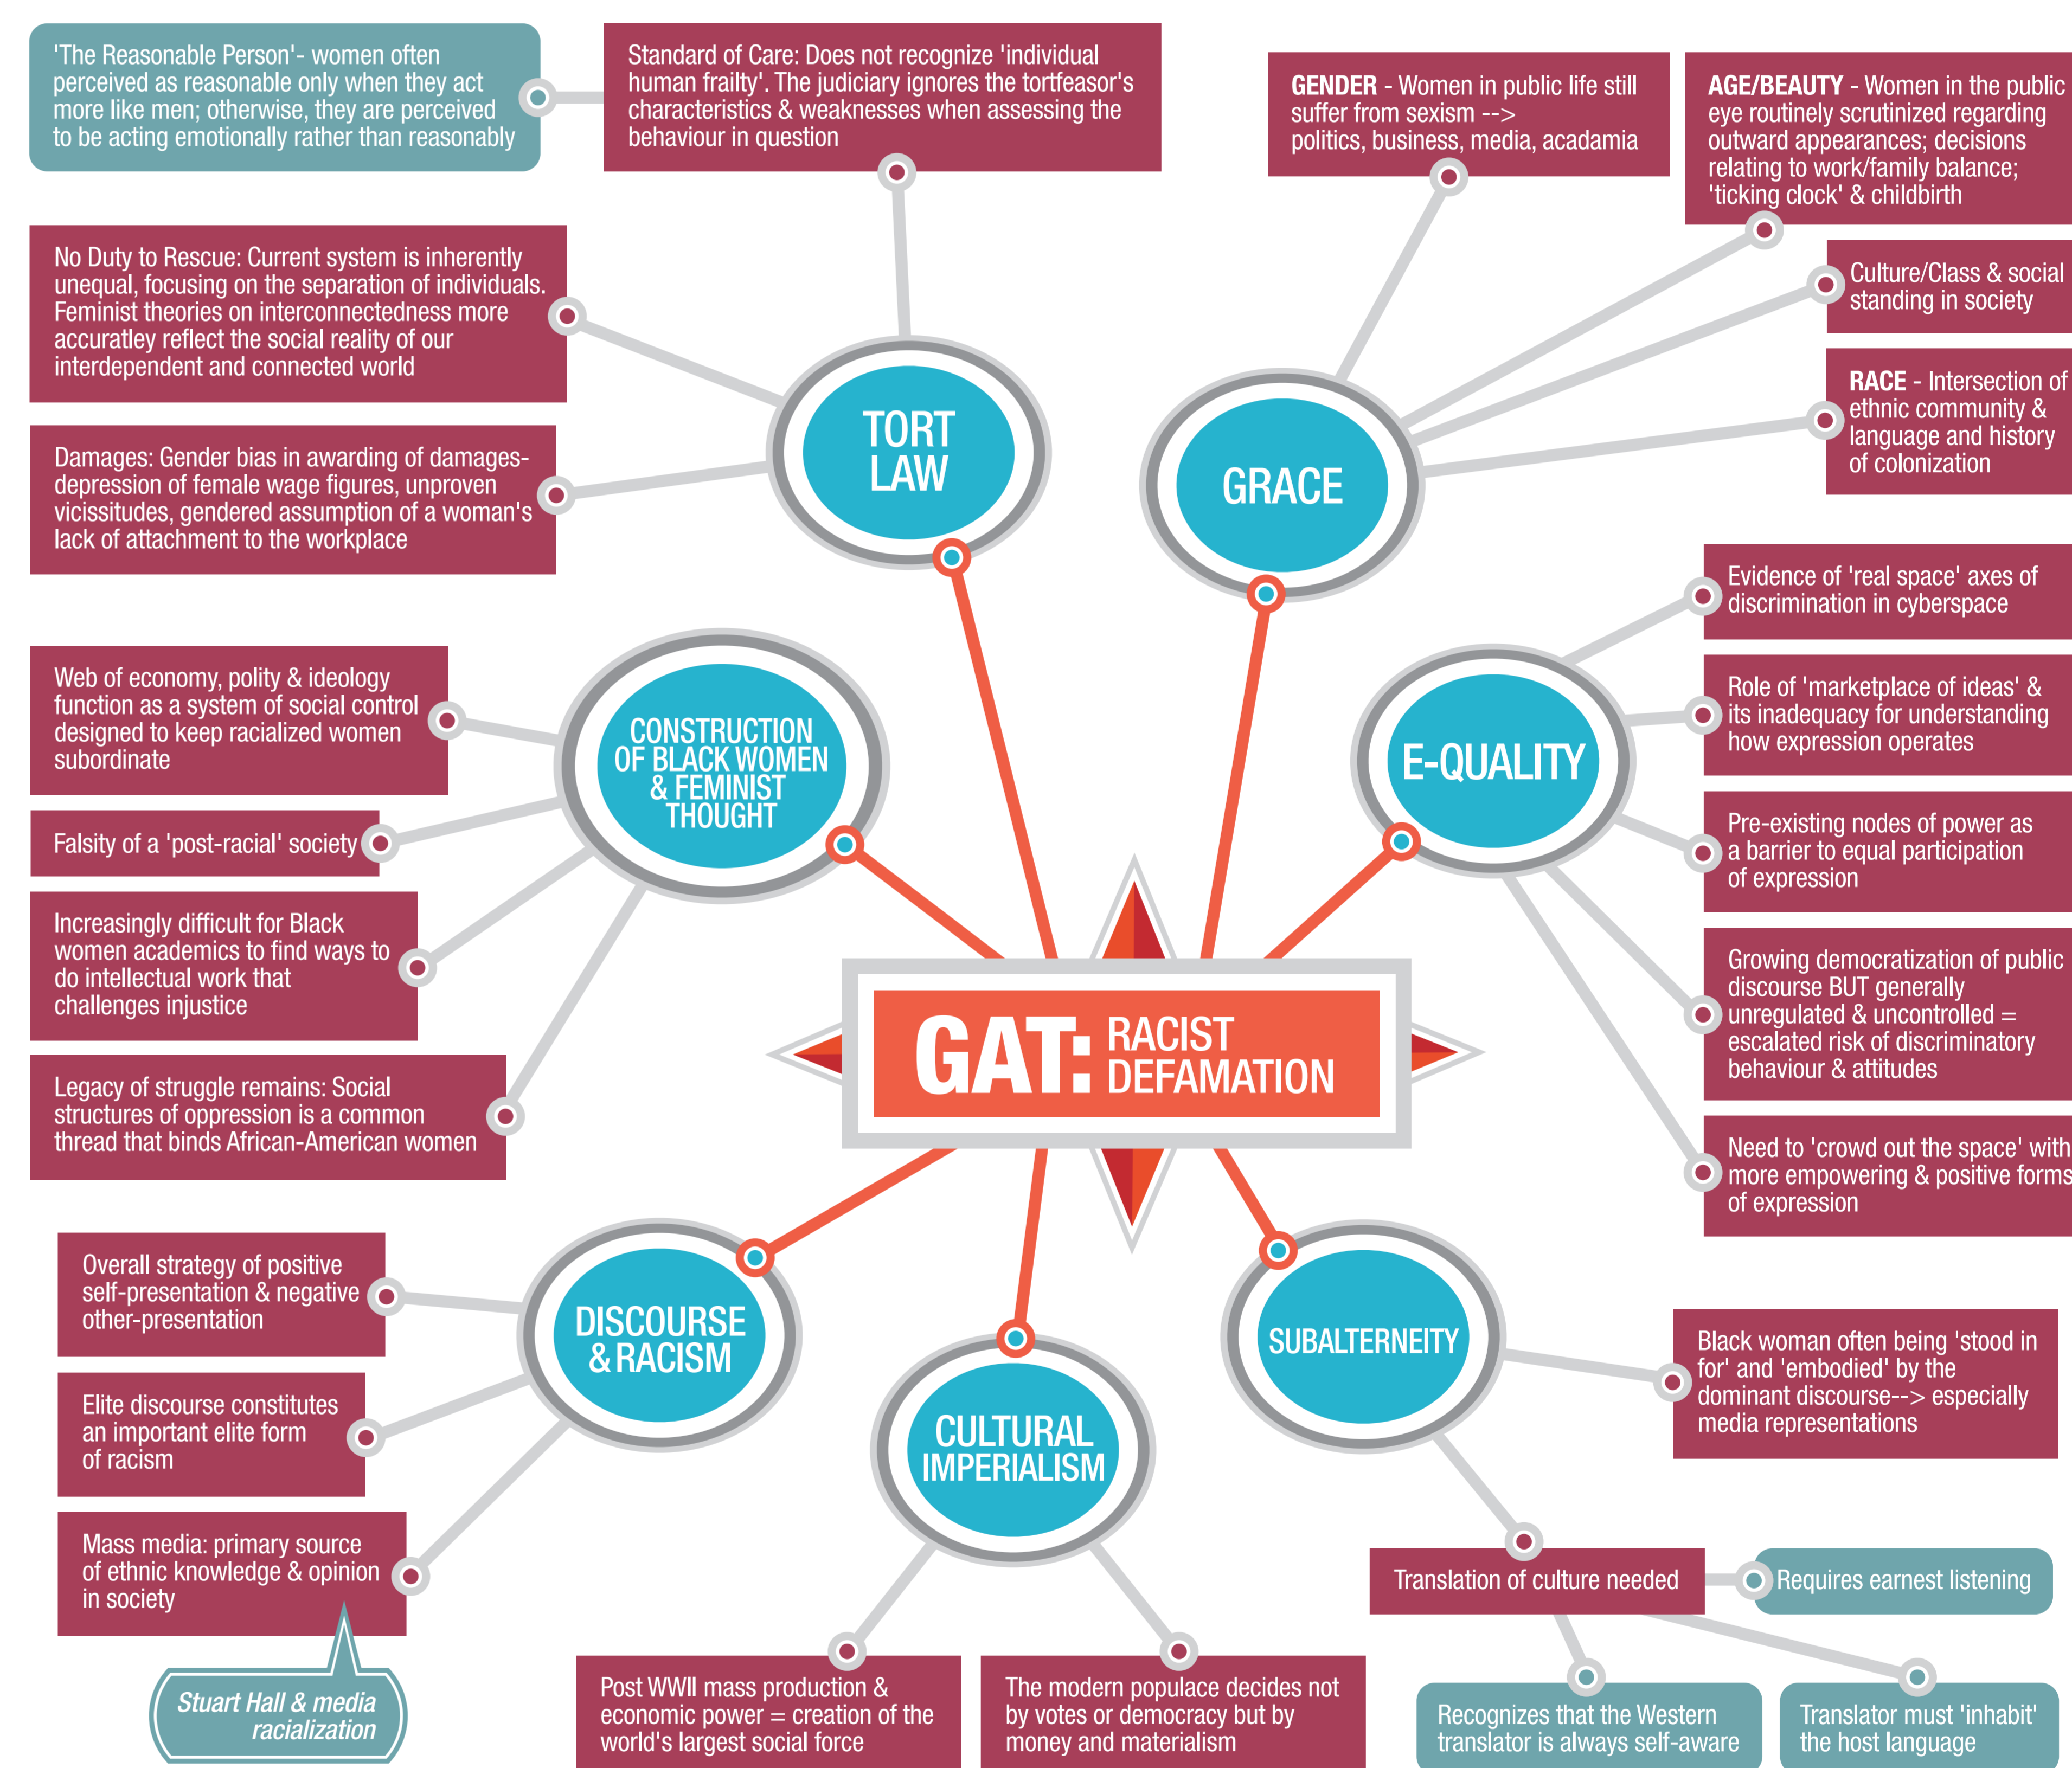 'The Reasonable Person'- women often
perceived as reasonable only when they act
more like men; otherwise, they are perceived
to be acting emotionally rather than reasonably
Standard of Care: Does not recognize 'individual
human frailty'. The judiciary ignores the tortfeasor's
characteristics & weaknesses when assessing the
behaviour in question
GENDER - Women in public life still
suffer from sexism -->
politics, business, media, acadamia
AGE/BEAUTY - Women in the public
eye routinely scrutinized regarding
outward appearances; decisions
relating to work/family balance;
'ticking clock' & childbirth
No Duty to Rescue: Current system is inherently
unequal, focusing on the separation of individuals.
Feminist theories on interconnectedness more
accuratley reflect the social reality of our
interdependent and connected world
Culture/Class & social
standing in society
RACE - Intersection of
ethnic community &
language and history
of colonization
Damages: Gender bias in awarding of damages-
depression of female wage figures, unproven
vicissitudes, gendered assumption of a woman's
lack of attachment to the workplace
TORT
LAW
GRACE
Evidence of 'real space' axes of
discrimination in cyberspace
Web of economy, polity & ideology
function as a system of social control
designed to keep racialized women
subordinate
CONSTRUCTION
OF BLACK WOMEN
& FEMINIST
THOUGHT
E-QUALITY
Role of 'marketplace of ideas' &
its inadequacy for understanding
how expression operates
Falsity of a 'post-racial' society
Pre-existing nodes of power as
a barrier to equal participation
of expression
Increasingly difficult for Black
women academics to find ways to
do intellectual work that
challenges injustice
Growing democratization of public
discourse BUT generally
unregulated & uncontrolled =
escalated risk of discriminatory
behaviour & attitudes
GAT: RACIST
DEFAMATION
Legacy of struggle remains: Social
structures of oppression is a common
thread that binds African-American women
Need to 'crowd out the space' with
more empowering & positive forms
of expression
Overall strategy of positive
self-presentation & negative
other-presentation
DISCOURSE
& RACISM
SUBALTERNEITY
Black woman often being 'stood in
for' and 'embodied' by the
dominant discourse--> especially
media representations
Elite discourse constitutes
an important elite form
of racism
CULTURAL
IMPERIALISM
Mass media: primary source
of ethnic knowledge & opinion
in society
Translation of culture needed
Requires earnest listening
Stuart Hall & media
racialization
Post WWII mass production &
economic power = creation of the
world's largest social force
The modern populace decides not
by votes or democracy but by
money and materialism
Recognizes that the Western
translator is always self-aware
Translator must 'inhabit'
the host language